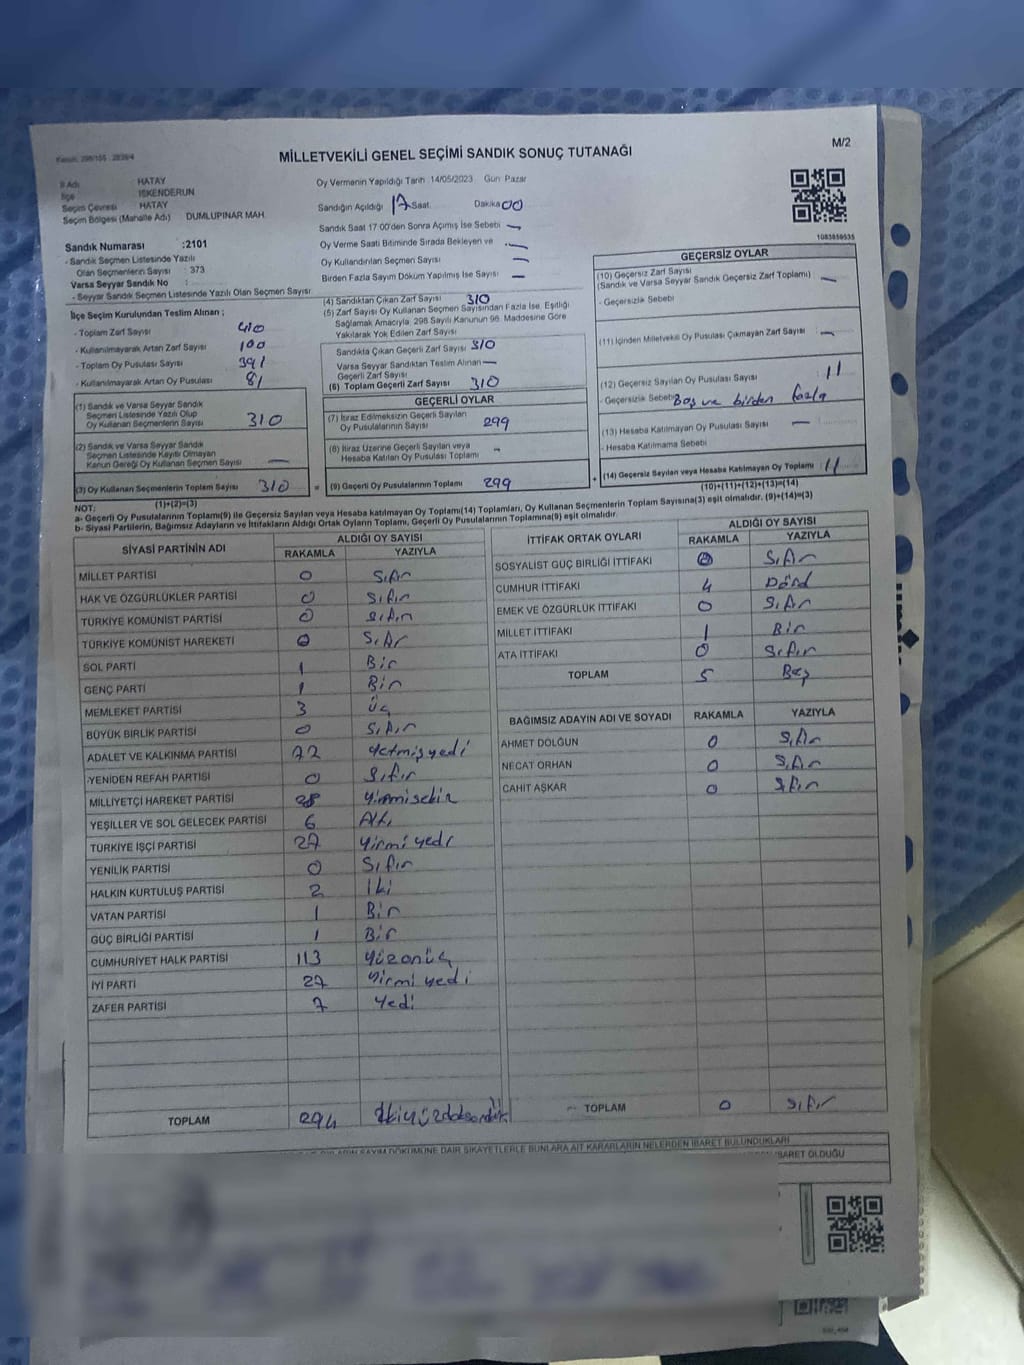 MİLLETVEKİLİ GENEL SEÇİMİ SANDIK SONUÇ TUTANAĞI
M/2
İl Adı : HATAY
İlçe : İSKENDERUN
Seçim Çevresi : HATAY
Seçim Bölgesi (Mahalle Adı) DUMLUPINAR MAH.
Oy Vermenin Yapıldığı Tarih 14/05/2023 Gün Pazar
Sandığın Açıldığı 17 Saat Dakika 00
Sandık Saat 17:00'den Sonra Açılmış İse Sebebi —
Oy Verme Saati Bitiminde Sırada Bekleyen ve —
Oy Kullandırılan Seçmen Sayısı —
Birden Fazla Sayım Döküm Yapılmış İse Sayısı —
1083859535
Sandık Numarası :2101
- Sandık Seçmen Listesinde Yazılı
Olan Seçmenlerin Sayısı : 373
Varsa Seyyar Sandık No :
- Seyyar Sandık Seçmen Listesinde Yazılı Olan Seçmen Sayısı
İlçe Seçim Kurulundan Teslim Alınan ;
- Toplam Zarf Sayısı 410
- Kullanılmayarak Artan Zarf Sayısı 100
- Toplam Oy Pusulası Sayısı 391
- Kullanılmayarak Artan Oy Pusulası 81
(1) Sandık ve Varsa Seyyar Sandık
Seçmen Listesinde Yazılı Olup
Oy Kullanan Seçmenlerin Sayısı 310
(2) Sandık ve Varsa Seyyar Sandık
Seçmen Listesinde Kayıtlı Olmayan
Kanun Gereği Oy Kullanan Seçmen Sayısı —
(3) Oy Kullanan Seçmenlerin Toplam Sayısı 310
(1)+(2)=(3)
(4) Sandıktan Çıkan Zarf Sayısı 310
(5) Zarf Sayısı Oy Kullanan Seçmen Sayısından Fazla İse, Eşitliği
Sağlamak Amacıyla, 298 Sayılı Kanunun 98. Maddesine Göre
Yakılarak Yok Edilen Zarf Sayısı
Sandıkta Çıkan Geçerli Zarf Sayısı 310
Varsa Seyyar Sandıktan Teslim Alınan —
Geçerli Zarf Sayısı
(6) Toplam Geçerli Zarf Sayısı 310
GEÇERLİ OYLAR
(7) İtiraz Edilmeksizin Geçerli Sayılan
Oy Pusulalarının Sayısı 299
(8) İtiraz Üzerine Geçerli Sayılan veya
Hesaba Katılan Oy Pusulası Toplamı -
= (9) Geçerli Oy Pusulalarının Toplamı 299
GEÇERSİZ OYLAR
(10) Geçersiz Zarf Sayısı
(Sandık ve Varsa Seyyar Sandık Geçersiz Zarf Toplamı) —
- Geçersizlik Sebebi
(11) İçinden Milletvekili Oy Pusulası Çıkmayan Zarf Sayısı —
(12) Geçersiz Sayılan Oy Pusulası Sayısı 11
- Geçersizlik Sebebi Boş ve birden fazla
(13) Hesaba Katılmayan Oy Pusulası Sayısı —
- Hesaba Katılmama Sebebi
+ (14) Geçersiz Sayılan veya Hesaba Katılmayan Oy Toplamı 11
(10)+(11)+(12)+(13)=(14)
NOT:
a- Geçerli Oy Pusulalarının Toplamı(9) ile Geçersiz Sayılan veya Hesaba katılmayan Oy Toplamı(14) Toplamları, Oy Kullanan Seçmenlerin Toplam Sayısına(3) eşit olmalıdır. (9)+(14)=(3)
b- Siyasi Partilerin, Bağımsız Adayların ve İttifakların Aldığı Ortak Oyların Toplamı, Geçerli Oy Pusulalarının Toplamına(9) eşit olmalıdır.
SİYASİ PARTİNİN ADI ALDIĞI OY SAYISI
RAKAMLA YAZIYLA
MİLLET PARTİSİ 0 Sıfır
HAK VE ÖZGÜRLÜKLER PARTİSİ 0 Sıfır
TÜRKİYE KOMÜNİST PARTİSİ 0 Sıfır
TÜRKİYE KOMÜNİST HAREKETİ 0 Sıfır
SOL PARTİ 1 Bir
GENÇ PARTİ 1 Bir
MEMLEKET PARTİSİ 3 Üç
BÜYÜK BİRLİK PARTİSİ 0 Sıfır
ADALET VE KALKINMA PARTİSİ 77 Yetmişyedi
YENİDEN REFAH PARTİSİ 0 Sıfır
MİLLİYETÇİ HAREKET PARTİSİ 28 Yirmisekiz
YEŞİLLER VE SOL GELECEK PARTİSİ 6 Altı
TÜRKİYE İŞÇİ PARTİSİ 27 Yirmi yedi
YENİLİK PARTİSİ 0 Sıfır
HALKIN KURTULUŞ PARTİSİ 2 İki
VATAN PARTİSİ 1 Bir
GÜÇ BİRLİĞİ PARTİSİ 1 Bir
CUMHURİYET HALK PARTİSİ 113 Yüzonüç
İYİ PARTİ 27 Yirmi yedi
ZAFER PARTİSİ 7 Yedi
TOPLAM 294 İkiyüzdoksandört
İTTİFAK ORTAK OYLARI ALDIĞI OY SAYISI
RAKAMLA YAZIYLA
SOSYALİST GÜÇ BİRLİĞİ İTTİFAKI 0 Sıfır
CUMHUR İTTİFAKI 4 Dörd
EMEK VE ÖZGÜRLÜK İTTİFAKI 0 Sıfır
MİLLET İTTİFAKI 1 Bir
ATA İTTİFAKI 0 Sıfır
TOPLAM 5 Beş
BAĞIMSIZ ADAYIN ADI VE SOYADI RAKAMLA YAZIYLA
AHMET DOLĞUN 0 Sıfır
NECAT ORHAN 0 Sıfır
CAHİT AŞKAR 0 Sıfır
TOPLAM 0 Sıfır
SAYIM DÖKÜMÜNE DAİR ŞİKAYETLERLE BUNLARA AİT KARARLARIN NELERDEN İBARET BULUNDUKLARI
İBARET OLDUĞU